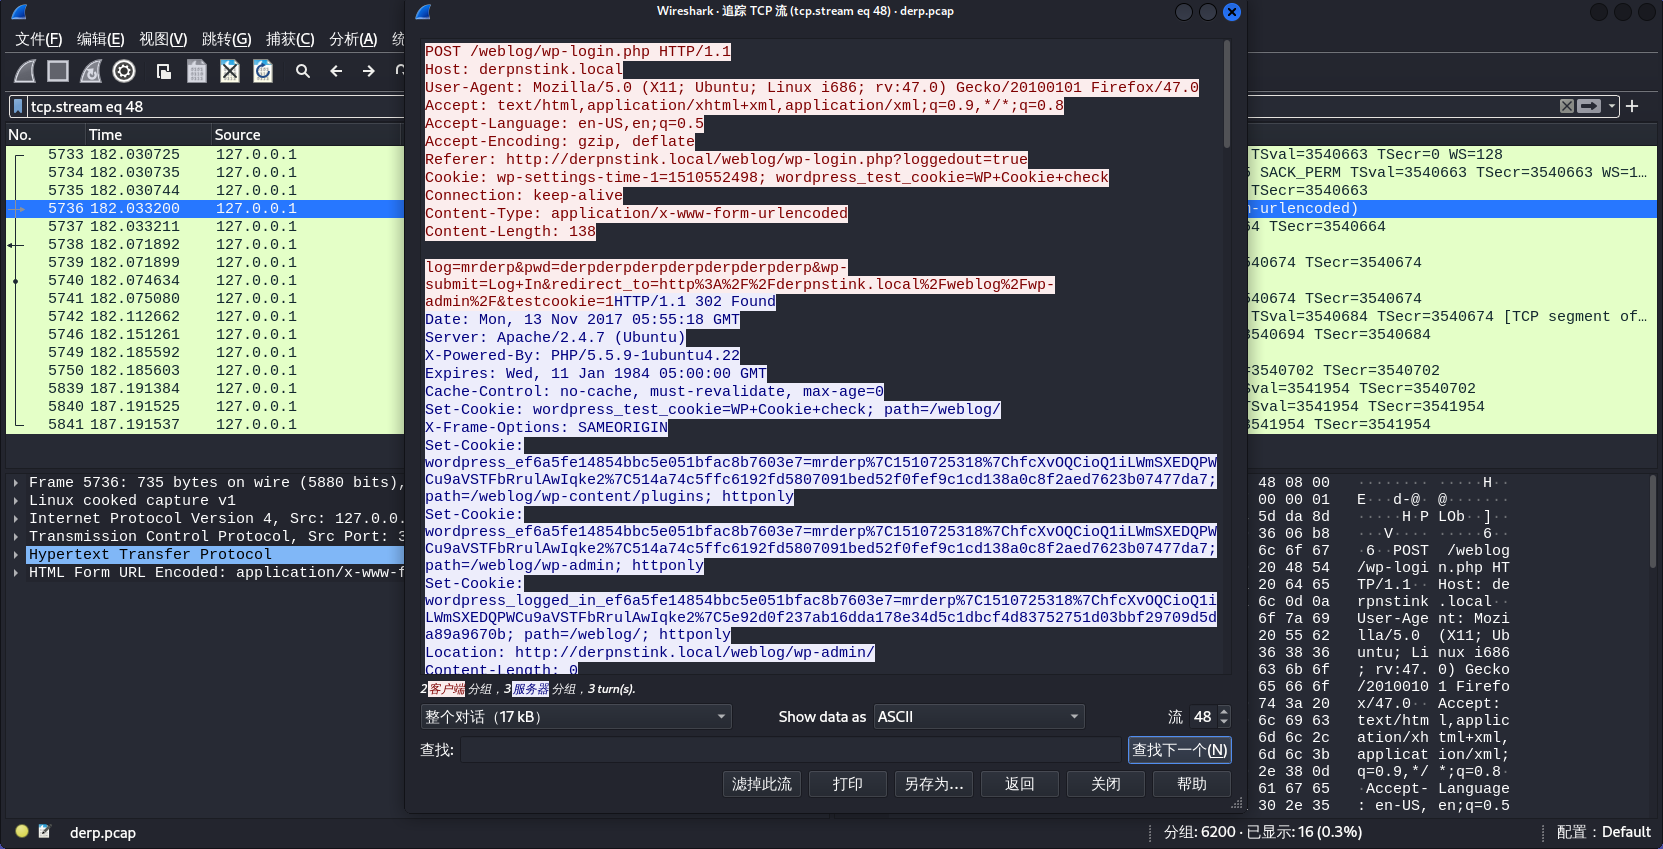 Wireshark · 追踪 TCP 流 (tcp.stream eq 48) · derp.pcap
文件(F) 编辑(E) 视图(V) 跳转(G) 捕获(C) 分析(A) 统
tcp.stream eq 48
No. Time Source
5733 182.030725 127.0.0.1 TSval=3540663 TSecr=0 WS=128
5734 182.030735 127.0.0.1 SACK_PERM TSval=3540663 TSecr=3540663 WS=1…
5735 182.030744 127.0.0.1 TSecr=3540663
5736 182.033200 127.0.0.1 -urlencoded)
5737 182.033211 127.0.0.1 TSecr=3540664
5738 182.071892 127.0.0.1
5739 182.071899 127.0.0.1 540674 TSecr=3540674
5740 182.074634 127.0.0.1
5741 182.075080 127.0.0.1 540674 TSecr=3540674
5742 182.112662 127.0.0.1 TSval=3540684 TSecr=3540674 [TCP segment of…
5746 182.151261 127.0.0.1 3540694 TSecr=3540684
5749 182.185592 127.0.0.1
5750 182.185603 127.0.0.1 =3540702 TSecr=3540702
5839 187.191384 127.0.0.1 Sval=3541954 TSecr=3540702
5840 187.191525 127.0.0.1 TSval=3541954 TSecr=3541954
5841 187.191537 127.0.0.1 3541954 TSecr=3541954
POST /weblog/wp-login.php HTTP/1.1
Host: derpnstink.local
User-Agent: Mozilla/5.0 (X11; Ubuntu; Linux i686; rv:47.0) Gecko/20100101 Firefox/47.0
Accept: text/html,application/xhtml+xml,application/xml;q=0.9,*/*;q=0.8
Accept-Language: en-US,en;q=0.5
Accept-Encoding: gzip, deflate
Referer: http://derpnstink.local/weblog/wp-login.php?loggedout=true
Cookie: wp-settings-time-1=1510552498; wordpress_test_cookie=WP+Cookie+check
Connection: keep-alive
Content-Type: application/x-www-form-urlencoded
Content-Length: 138
log=mrderp&pwd=derpderpderpderpderpderpderp&wp-
submit=Log+In&redirect_to=http%3A%2F%2Fderpnstink.local%2Fweblog%2Fwp-
admin%2F&testcookie=1HTTP/1.1 302 Found
Date: Mon, 13 Nov 2017 05:55:18 GMT
Server: Apache/2.4.7 (Ubuntu)
X-Powered-By: PHP/5.5.9-1ubuntu4.22
Expires: Wed, 11 Jan 1984 05:00:00 GMT
Cache-Control: no-cache, must-revalidate, max-age=0
Set-Cookie: wordpress_test_cookie=WP+Cookie+check; path=/weblog/
X-Frame-Options: SAMEORIGIN
Set-Cookie:
wordpress_ef6a5fe14854bbc5e051bfac8b7603e7=mrderp%7C1510725318%7ChfcXvOQCioQ1iLWmSXEDQPW
Cu9aVSTFbRrulAwIqke2%7C514a74c5ffc6192fd5807091bed52f0fef9c1cd138a0c8f2aed7623b07477da7;
path=/weblog/wp-content/plugins; httponly
Set-Cookie:
wordpress_ef6a5fe14854bbc5e051bfac8b7603e7=mrderp%7C1510725318%7ChfcXvOQCioQ1iLWmSXEDQPW
Cu9aVSTFbRrulAwIqke2%7C514a74c5ffc6192fd5807091bed52f0fef9c1cd138a0c8f2aed7623b07477da7;
path=/weblog/wp-admin; httponly
Set-Cookie:
wordpress_logged_in_ef6a5fe14854bbc5e051bfac8b7603e7=mrderp%7C1510725318%7ChfcXvOQCioQ1i
LWmSXEDQPWCu9aVSTFbRrulAwIqke2%7C5e92d0f237ab16dda178e34d5c1dbcf4d83752751d03bbf29709d5d
a89a9670b; path=/weblog/; httponly
Location: http://derpnstink.local/weblog/wp-admin/
Content-Length: 0
2 客户端 分组，3 服务器 分组，3 turn(s).
整个对话（17 kB） Show data as ASCII 流 48
查找: 查找下一个(N)
滤掉此流 打印 另存为… 返回 关闭 帮助
Frame 5736: 735 bytes on wire (5880 bits),
Linux cooked capture v1
Internet Protocol Version 4, Src: 127.0.0.
Transmission Control Protocol, Src Port: 3
Hypertext Transfer Protocol
HTML Form URL Encoded: application/x-www-f
48 08 00 ········ ·····H··
00 00 01 E···d·@· @·······
5d da 8d ·····H·P LOb··]··
36 06 b8 ···V···· ·····6··
6c 6f 67 ·6··POST /weblog
20 48 54 /wp-logi n.php HT
20 64 65 TP/1.1·· Host: de
6c 0d 0a rpnstink .local··
6f 7a 69 User-Age nt: Mozi
20 55 62 lla/5.0 (X11; Ub
36 38 36 untu; Li nux i686
63 6b 6f ; rv:47. 0) Gecko
65 66 6f /2010010 1 Firefo
74 3a 20 x/47.0·· Accept:
6c 69 63 text/htm l,applic
6d 6c 2c ation/xh tml+xml,
6d 6c 3b applicat ion/xml;
2e 38 0d q=0.9,*/ *;q=0.8·
61 67 65 ·Accept- Language
30 2e 35 : en-US, en;q=0.5
derp.pcap 分组: 6200 · 已显示: 16 (0.3%) 配置：Default